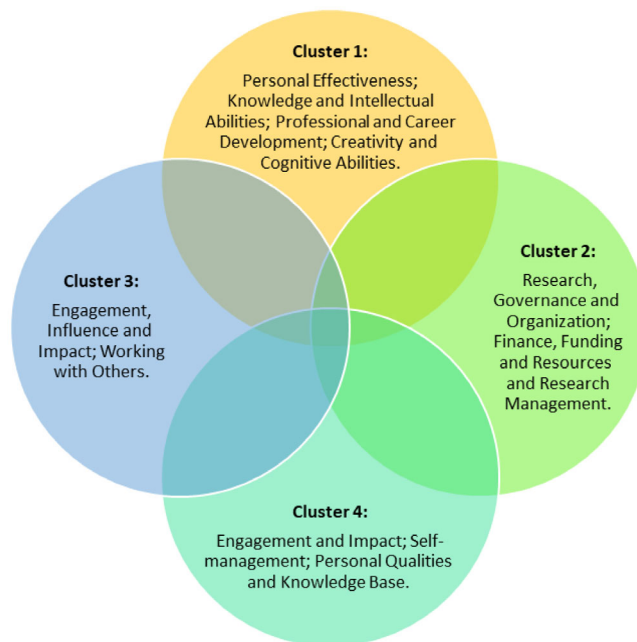 Cluster 1:
Personal Effectiveness;
Knowledge and Intellectual
Abilities; Professional and Career
Development; Creativity and
Cognitive Abilities.
Cluster 2:
Research,
Governance and
Organization;
Finance, Funding
and Resources
and Research
Management.
Cluster 3:
Engagement,
Influence and
Impact; Working
with Others.
Cluster 4:
Engagement and Impact; Self-
management; Personal Qualities
and Knowledge Base.